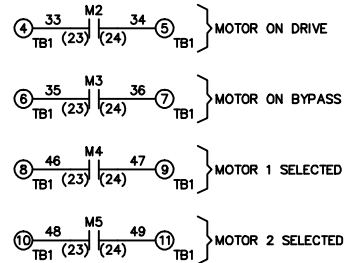 M2
4 33 34 5 MOTOR ON DRIVE
TB1 (23) (24) TB1
M3
6 35 36 7 MOTOR ON BYPASS
TB1 (23) (24) TB1
M4
8 46 47 9 MOTOR 1 SELECTED
TB1 (23) (24) TB1
M5
10 48 49 11 MOTOR 2 SELECTED
TB1 (23) (24) TB1